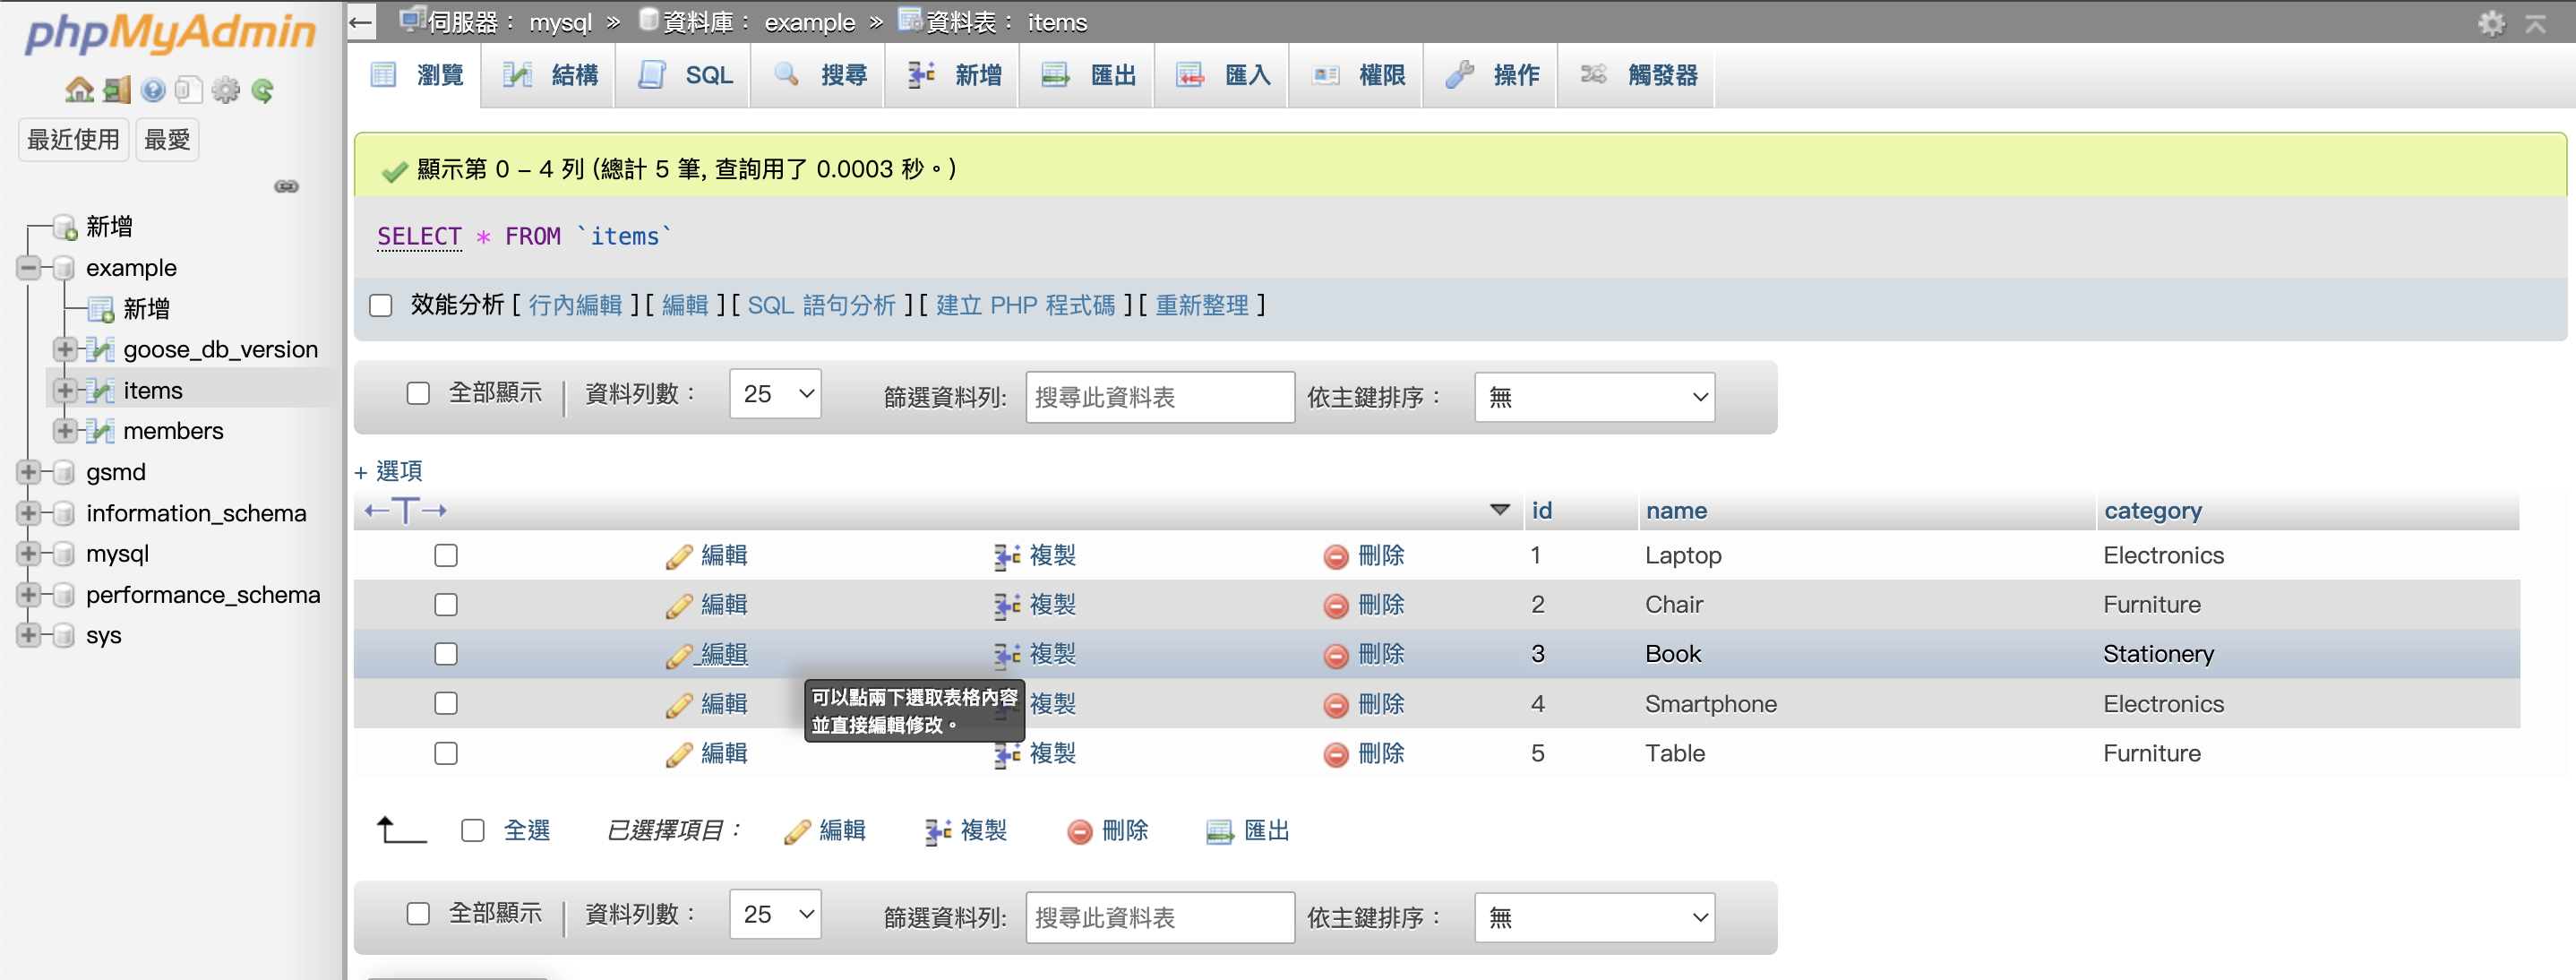 phpMyAdmin
最近使用 最愛
新增
example
新增
goose_db_version
items
members
gsmd
information_schema
mysql
performance_schema
sys
伺服器： mysql » 資料庫： example » 資料表： items
瀏覽 結構 SQL 搜尋 新增 匯出 匯入 權限 操作 觸發器
顯示第 0 - 4 列 (總計 5 筆, 查詢用了 0.0003 秒。)
SELECT * FROM `items`
效能分析 [ 行內編輯 ] [ 編輯 ] [ SQL 語句分析 ] [ 建立 PHP 程式碼 ] [ 重新整理 ]
全部顯示 | 資料列數： 25 篩選資料列: 搜尋此資料表 依主鍵排序： 無
+ 選項
←T→ id name category
編輯 複製 刪除 1 Laptop Electronics
編輯 複製 刪除 2 Chair Furniture
編輯 複製 刪除 3 Book Stationery
可以點兩下選取表格內容
並直接編輯修改。
編輯 複製 刪除 4 Smartphone Electronics
編輯 複製 刪除 5 Table Furniture
全選 已選擇項目： 編輯 複製 刪除 匯出
全部顯示 | 資料列數： 25 篩選資料列: 搜尋此資料表 依主鍵排序： 無